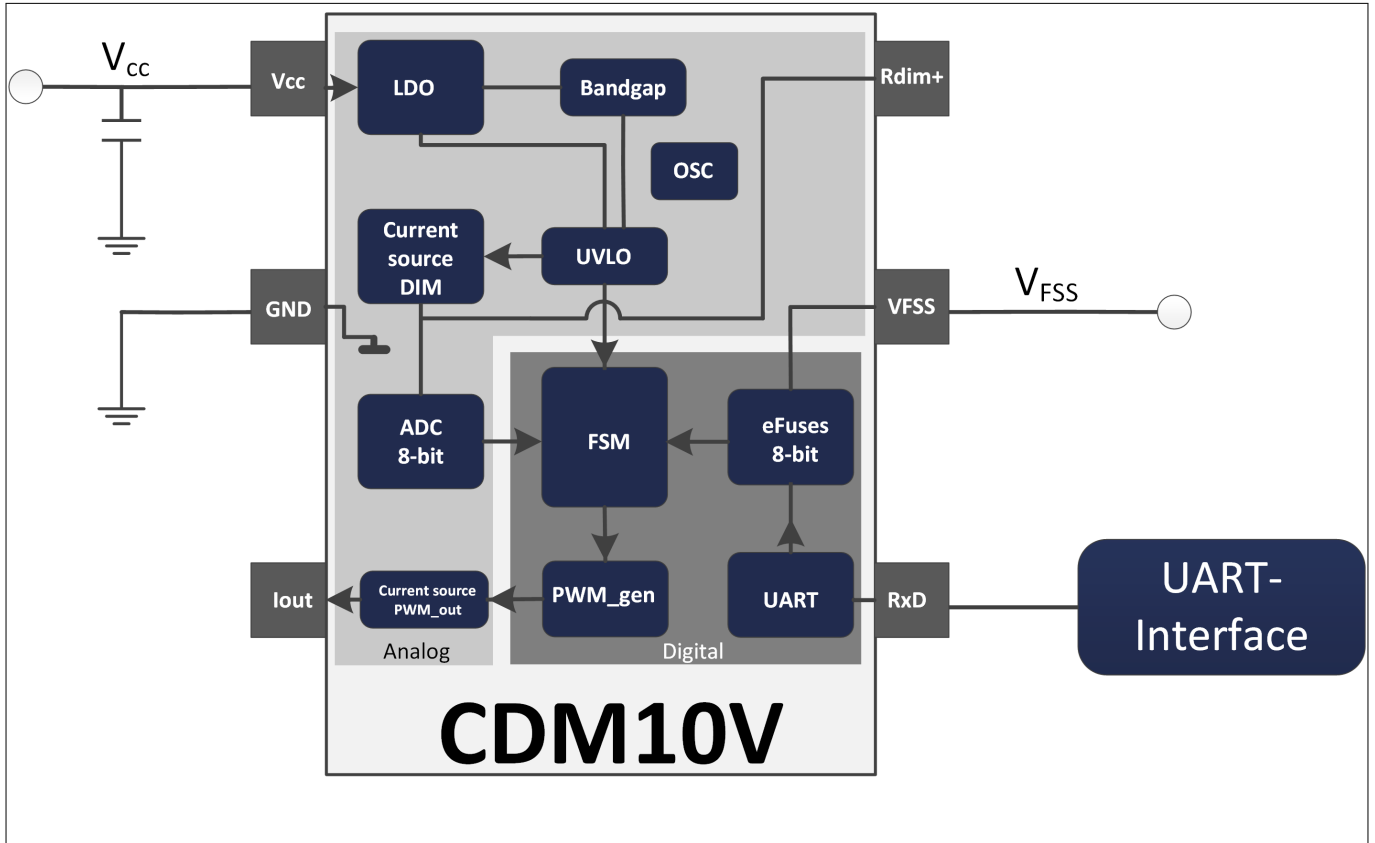 Vcc
Vcc
LDO
Bandgap
Rdim+
OSC
Current
source
DIM
UVLO
GND
VFSS
VFSS
ADC
8-bit
FSM
eFuses
8-bit
Iout
Current source
PWM_out
PWM_gen
UART
RxD
UART-
Interface
Analog
Digital
CDM10V